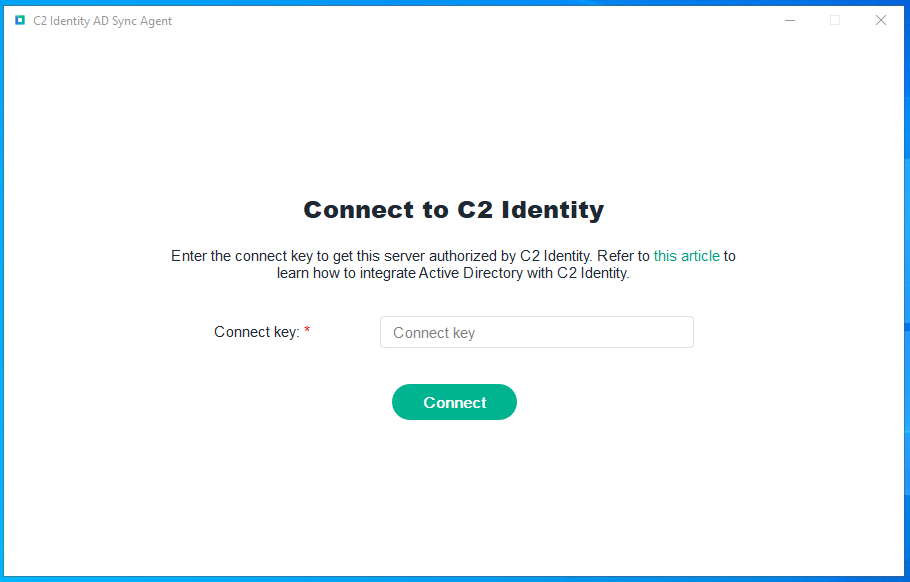 C2 Identity AD Sync Agent
Connect to C2 Identity
Enter the connect key to get this server authorized by C2 Identity. Refer to this article to
learn how to integrate Active Directory with C2 Identity.
Connect key: *
Connect key
Connect